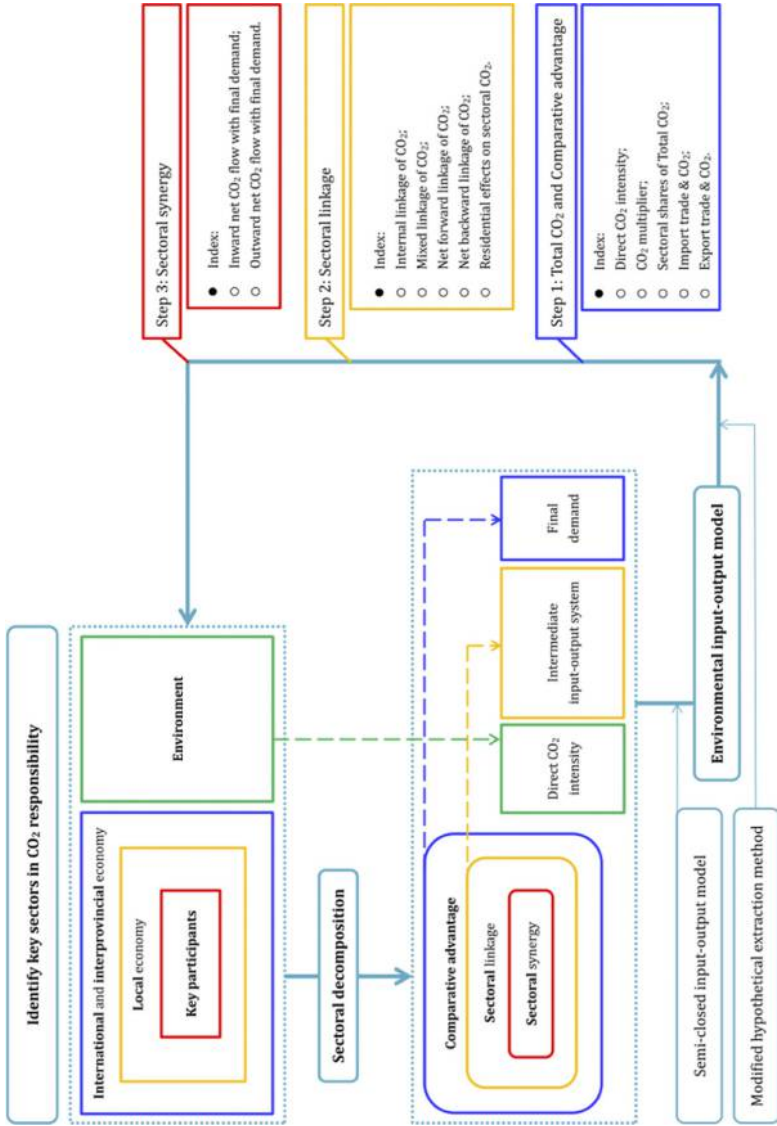 Identify key sectors in CO₂ responsibility
International and interprovincial economy
Local economy
Key participants
Environment
Sectoral decomposition
Comparative advantage
Sectoral linkage
Sectoral synergy
Direct CO₂
intensity
Intermediate
input-output system
Final
demand
Semi-closed input-output model
Modified hypothetical extraction method
Environmental input-output model
Step 3: Sectoral synergy
● Index:
○ Inward net CO₂ flow with final demand;
○ Outward net CO₂ flow with final demand.
Step 2: Sectoral linkage
● Index:
○ Internal linkage of CO₂;
○ Mixed linkage of CO₂;
○ Net forward linkage of CO₂;
○ Net backward linkage of CO₂;
○ Residential effects on sectoral CO₂.
Step 1: Total CO₂ and Comparative advantage
● Index:
○ Direct CO₂ intensity;
○ CO₂ multiplier;
○ Sectoral shares of Total CO₂;
○ Import trade & CO₂;
○ Export trade & CO₂.